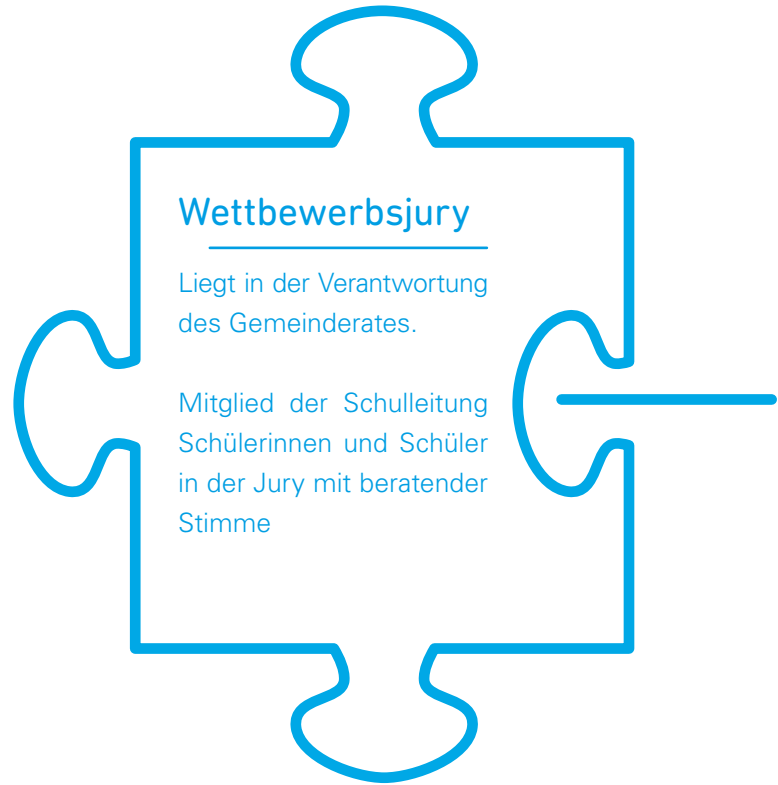 Wettbewerbsjury
Liegt in der Verantwortung
des Gemeinderates.
Mitglied der Schulleitung
Schülerinnen und Schüler
in der Jury mit beratender
Stimme